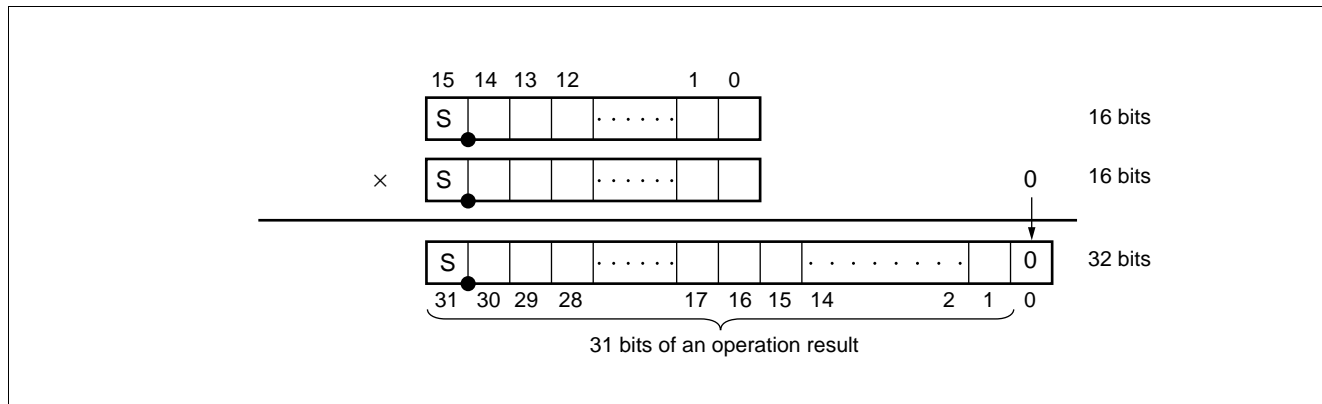 15 14 13 12 1 0
S · · · · · · 16 bits
× S · · · · · · 0 16 bits
S · · · · · · · · · · · · · · 0 32 bits
31 30 29 28 17 16 15 14 2 1 0
31 bits of an operation result